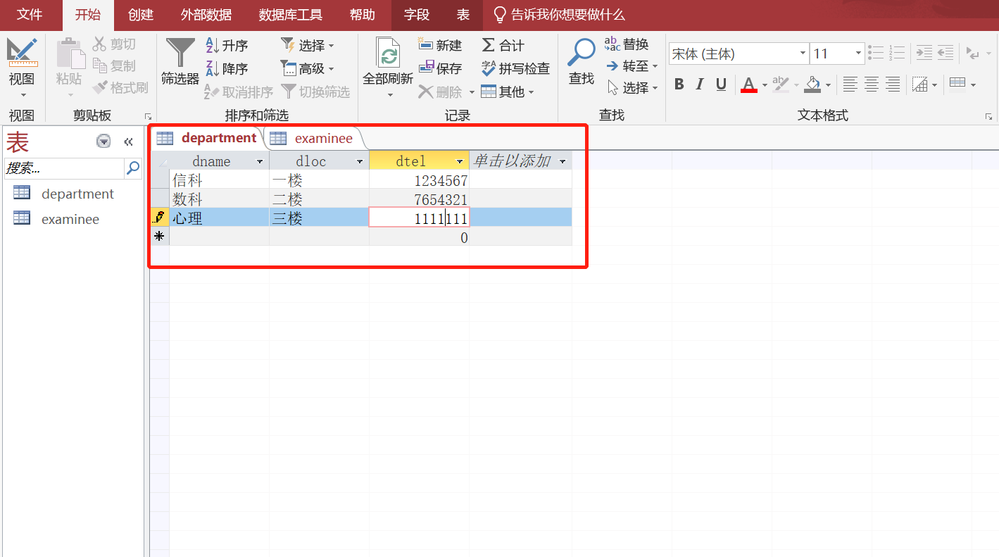 文件 开始 创建 外部数据 数据库工具 帮助 字段 表 告诉我你想要做什么
视图
粘贴
剪切
复制
格式刷
筛选器
升序
降序
取消排序
选择
高级
切换筛选
全部刷新
新建
保存
删除
合计
拼写检查
其他
查找
替换
转至
选择
宋体 (主体) 11
B I U A
视图 剪贴板 排序和筛选 记录 查找 文本格式
表
搜索...
department
examinee
department examinee
dname dloc dtel 单击以添加
信科 一楼 1234567
数科 二楼 7654321
心理 三楼 1111111
0